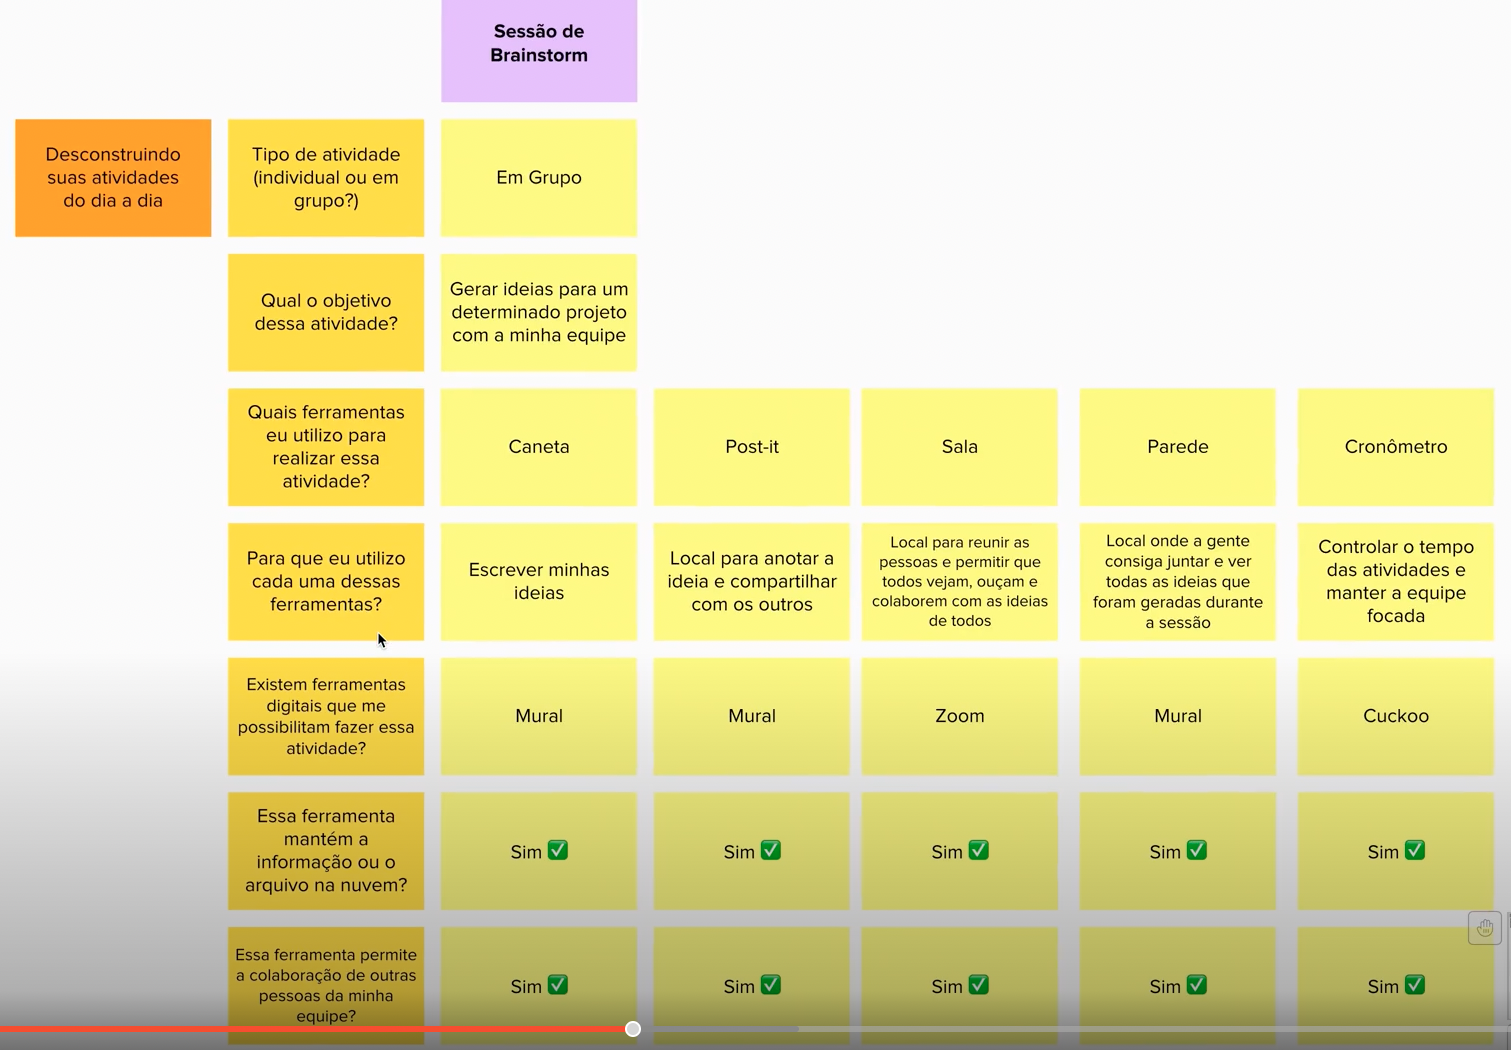 Sessão de
Brainstorm
Desconstruindo
suas atividades
do dia a dia
Tipo de atividade
(individual ou em
grupo?)
Em Grupo
Qual o objetivo
dessa atividade?
Gerar ideias para um
determinado projeto
com a minha equipe
Quais ferramentas
eu utilizo para
realizar essa
atividade?
Caneta
Post-it
Sala
Parede
Cronômetro
Para que eu utilizo
cada uma dessas
ferramentas?
Escrever minhas
ideias
Local para anotar a
ideia e compartilhar
com os outros
Local para reunir as
pessoas e permitir que
todos vejam, ouçam e
colaborem com as ideias
de todos
Local onde a gente
consiga juntar e ver
todas as ideias que
foram geradas durante
a sessão
Controlar o tempo
das atividades e
manter a equipe
focada
Existem ferramentas
digitais que me
possibilitam fazer essa
atividade?
Mural
Mural
Zoom
Mural
Cuckoo
Essa ferramenta
mantém a
informação ou o
arquivo na nuvem?
Sim ✅
Sim ✅
Sim ✅
Sim ✅
Sim ✅
Essa ferramenta permite
a colaboração de outras
pessoas da minha
equipe?
Sim ✅
Sim ✅
Sim ✅
Sim ✅
Sim ✅